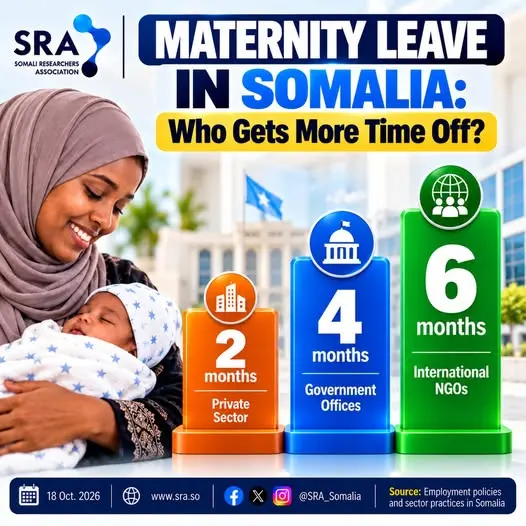 SRA
SOMALI RESEARCHERS
ASSOCIATION
MATERNITY LEAVE
IN SOMALIA:
Who Gets More Time Off?
2
months
Private
Sector
4
months
Government
Offices
6
months
International
NGOs
18 Oct. 2026
www.sra.so
@SRA_Somalia
Source: Employment policies
and sector practices in Somalia